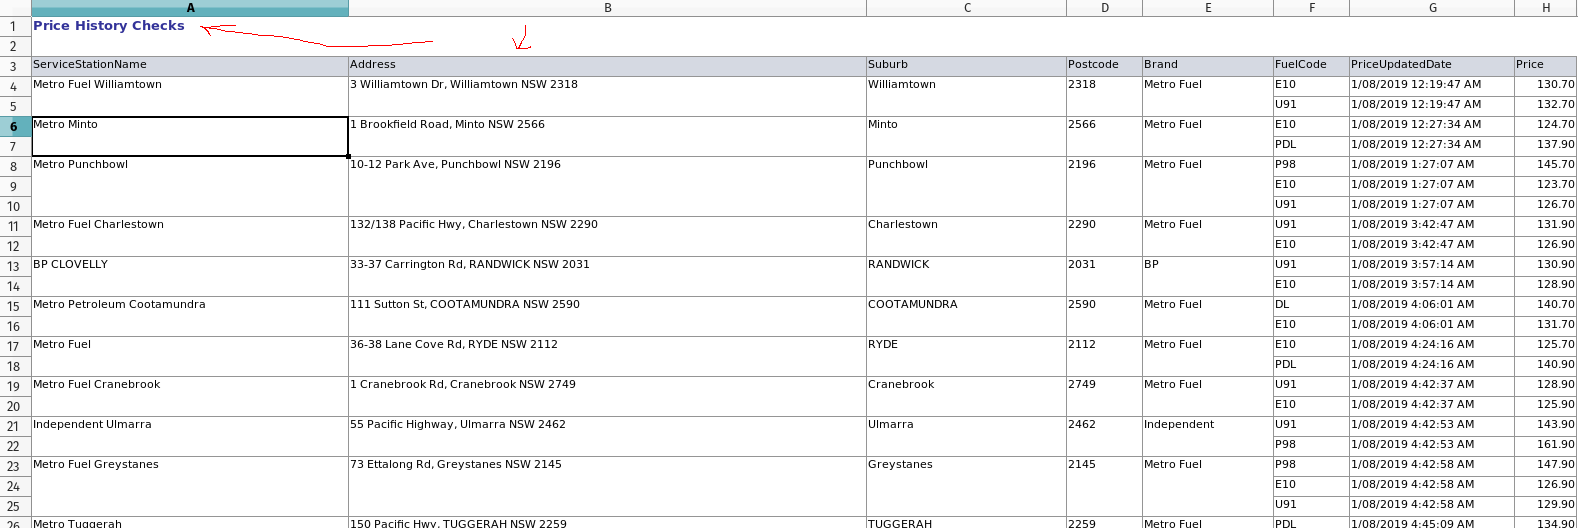 A B C D E F G H
1 Price History Checks
2
3 ServiceStationName Address Suburb Postcode Brand FuelCode PriceUpdatedDate Price
4 Metro Fuel Williamtown 3 Williamtown Dr, Williamtown NSW 2318 Williamtown 2318 Metro Fuel E10 1/08/2019 12:19:47 AM 130.70
5 U91 1/08/2019 12:19:47 AM 132.70
6 Metro Minto 1 Brookfield Road, Minto NSW 2566 Minto 2566 Metro Fuel E10 1/08/2019 12:27:34 AM 124.70
7 PDL 1/08/2019 12:27:34 AM 137.90
8 Metro Punchbowl 10-12 Park Ave, Punchbowl NSW 2196 Punchbowl 2196 Metro Fuel P98 1/08/2019 1:27:07 AM 145.70
9 E10 1/08/2019 1:27:07 AM 123.70
10 U91 1/08/2019 1:27:07 AM 126.70
11 Metro Fuel Charlestown 132/138 Pacific Hwy, Charlestown NSW 2290 Charlestown 2290 Metro Fuel U91 1/08/2019 3:42:47 AM 131.90
12 E10 1/08/2019 3:42:47 AM 126.90
13 BP CLOVELLY 33-37 Carrington Rd, RANDWICK NSW 2031 RANDWICK 2031 BP U91 1/08/2019 3:57:14 AM 130.90
14 E10 1/08/2019 3:57:14 AM 128.90
15 Metro Petroleum Cootamundra 111 Sutton St, COOTAMUNDRA NSW 2590 COOTAMUNDRA 2590 Metro Fuel DL 1/08/2019 4:06:01 AM 140.70
16 E10 1/08/2019 4:06:01 AM 131.70
17 Metro Fuel 36-38 Lane Cove Rd, RYDE NSW 2112 RYDE 2112 Metro Fuel E10 1/08/2019 4:24:16 AM 125.70
18 PDL 1/08/2019 4:24:16 AM 140.90
19 Metro Fuel Cranebrook 1 Cranebrook Rd, Cranebrook NSW 2749 Cranebrook 2749 Metro Fuel U91 1/08/2019 4:42:37 AM 128.90
20 E10 1/08/2019 4:42:37 AM 125.90
21 Independent Ulmarra 55 Pacific Highway, Ulmarra NSW 2462 Ulmarra 2462 Independent U91 1/08/2019 4:42:53 AM 143.90
22 P98 1/08/2019 4:42:53 AM 161.90
23 Metro Fuel Greystanes 73 Ettalong Rd, Greystanes NSW 2145 Greystanes 2145 Metro Fuel P98 1/08/2019 4:42:58 AM 147.90
24 E10 1/08/2019 4:42:58 AM 126.90
25 U91 1/08/2019 4:42:58 AM 129.90
26 Metro Tuggerah 150 Pacific Hwy, TUGGERAH NSW 2259 TUGGERAH 2259 Metro Fuel PDL 1/08/2019 4:45:09 AM 134.90